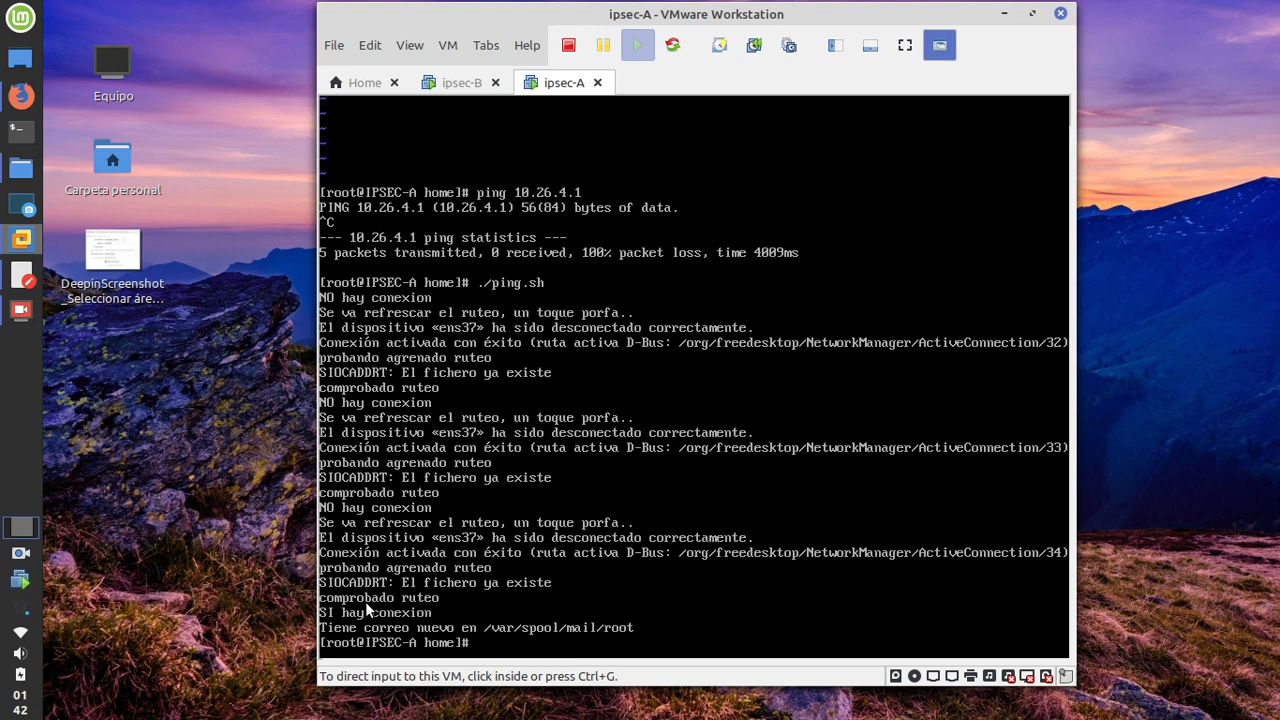 ipsec-A - VMware Workstation
File Edit View VM Tabs Help
Home ipsec-B ipsec-A
Equipo
Carpeta personal
DeepinScreenshot
_Seleccionar áre...
~
~
~
~
~
~
[root@IPSEC-A home]# ping 10.26.4.1
PING 10.26.4.1 (10.26.4.1) 56(84) bytes of data.
^C
--- 10.26.4.1 ping statistics ---
5 packets transmitted, 0 received, 100% packet loss, time 4009ms
[root@IPSEC-A home]# ./ping.sh
NO hay conexion
Se va refrescar el ruteo, un toque porfa..
El dispositivo «ens37» ha sido desconectado correctamente.
Conexión activada con éxito (ruta activa D-Bus: /org/freedesktop/NetworkManager/ActiveConnection/32)
probando agrenado ruteo
SIOCADDRT: El fichero ya existe
comprobado ruteo
NO hay conexion
Se va refrescar el ruteo, un toque porfa..
El dispositivo «ens37» ha sido desconectado correctamente.
Conexión activada con éxito (ruta activa D-Bus: /org/freedesktop/NetworkManager/ActiveConnection/33)
probando agrenado ruteo
SIOCADDRT: El fichero ya existe
comprobado ruteo
NO hay conexion
Se va refrescar el ruteo, un toque porfa..
El dispositivo «ens37» ha sido desconectado correctamente.
Conexión activada con éxito (ruta activa D-Bus: /org/freedesktop/NetworkManager/ActiveConnection/34)
probando agrenado ruteo
SIOCADDRT: El fichero ya existe
comprobado ruteo
SI hay conexion
Tiene correo nuevo en /var/spool/mail/root
[root@IPSEC-A home]#
To direct input to this VM, click inside or press Ctrl+G.
01
42